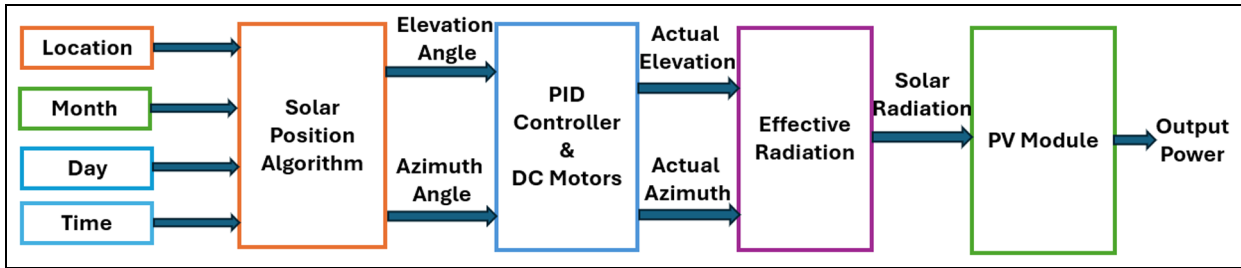 Location
Month
Day
Time
Solar
Position
Algorithm
Elevation
Angle
Azimuth
Angle
PID
Controller
&
DC Motors
Actual
Elevation
Actual
Azimuth
Effective
Radiation
Solar
Radiation
PV Module
Output
Power